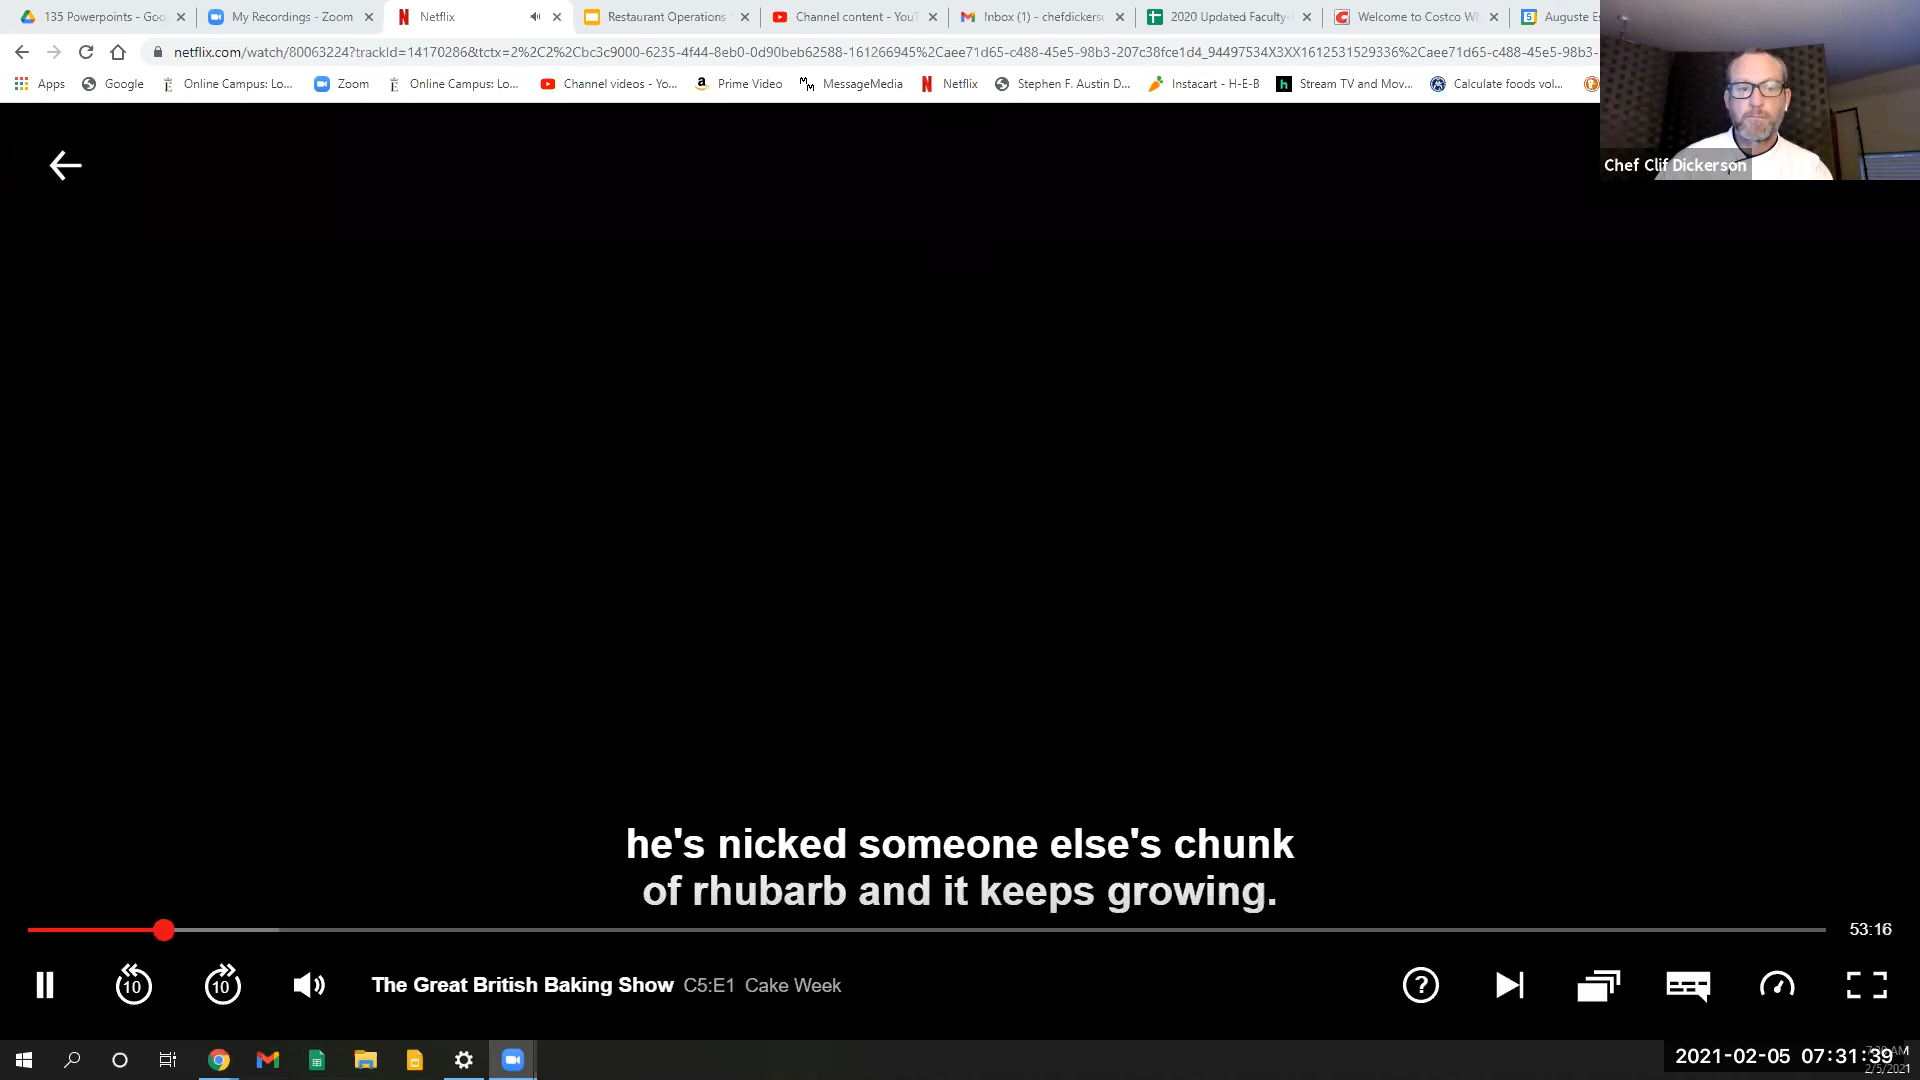 135 Powerpoints - Goo
My Recordings - Zoom
Netflix
Restaurant Operations
Channel content - YouT
Inbox (1) - chefdickers
2020 Updated Faculty-
Welcome to Costco Wh
5
Auguste Es
netflix.com/watch/80063224?trackId=14170286&tctx=2%2C2%2Cbc3c9000-6235-4f44-8eb0-0d90beb62588-161266945%2Caee71d65-c488-45e5-98b3-207c38fce1d4_94497534X3XX1612531529336%2Caee71d65-c488-45e5-98b3-
Apps
Google
Online Campus: Lo...
Zoom
Online Campus: Lo...
Channel videos - Yo...
Prime Video
MessageMedia
Netflix
Stephen F. Austin D...
Instacart - H-E-B
Stream TV and Mov...
Calculate foods vol...
Chef Clif Dickerson
he's nicked someone else's chunk
of rhubarb and it keeps growing.
53:16
10
10
The Great British Baking Show C5:E1 Cake Week
?
2021-02-05 07:31:39
2/5/2021